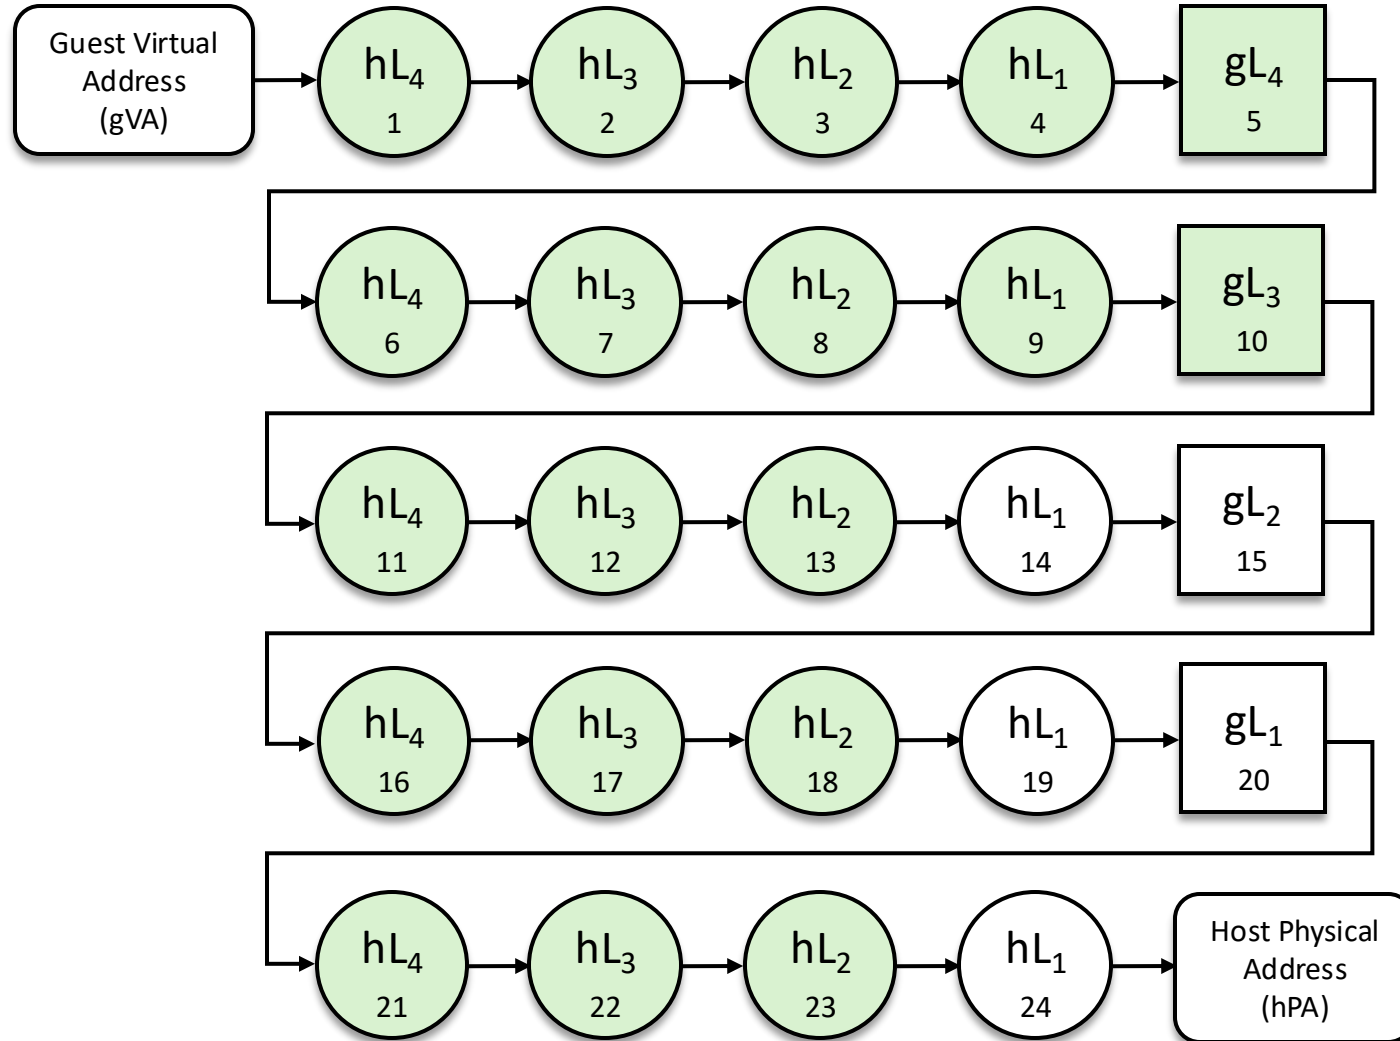 Guest Virtual
Address
(gVA)
hL4
1
hL3
2
hL2
3
hL1
4
gL4
5
hL4
6
hL3
7
hL2
8
hL1
9
gL3
10
hL4
11
hL3
12
hL2
13
hL1
14
gL2
15
hL4
16
hL3
17
hL2
18
hL1
19
gL1
20
hL4
21
hL3
22
hL2
23
hL1
24
Host Physical
Address
(hPA)